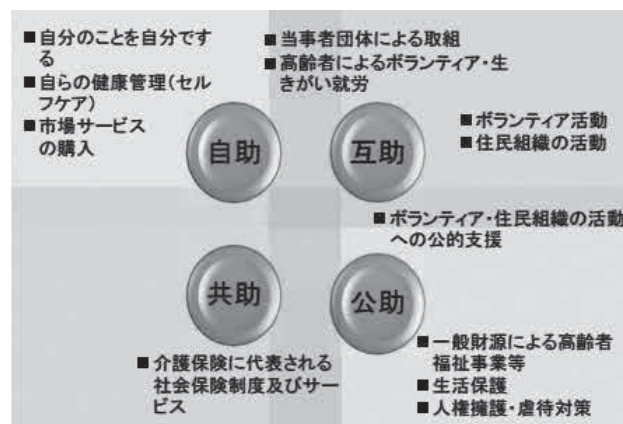 ■自分のことを自分です
る
■自らの健康管理(セル
フケア)
■市場サービス
の購入
■当事者団体による取組
■高齢者によるボランティア・生
きがい就労
自助
互助
■ボランティア活動
■住民組織の活動
■ボランティア・住民組織の活動
への公的支援
共助
公助
■介護保険に代表される
社会保険制度及びサー
ビス
■一般財源による高齢者
福祉事業等
■生活保護
■人権擁護・虐待対策